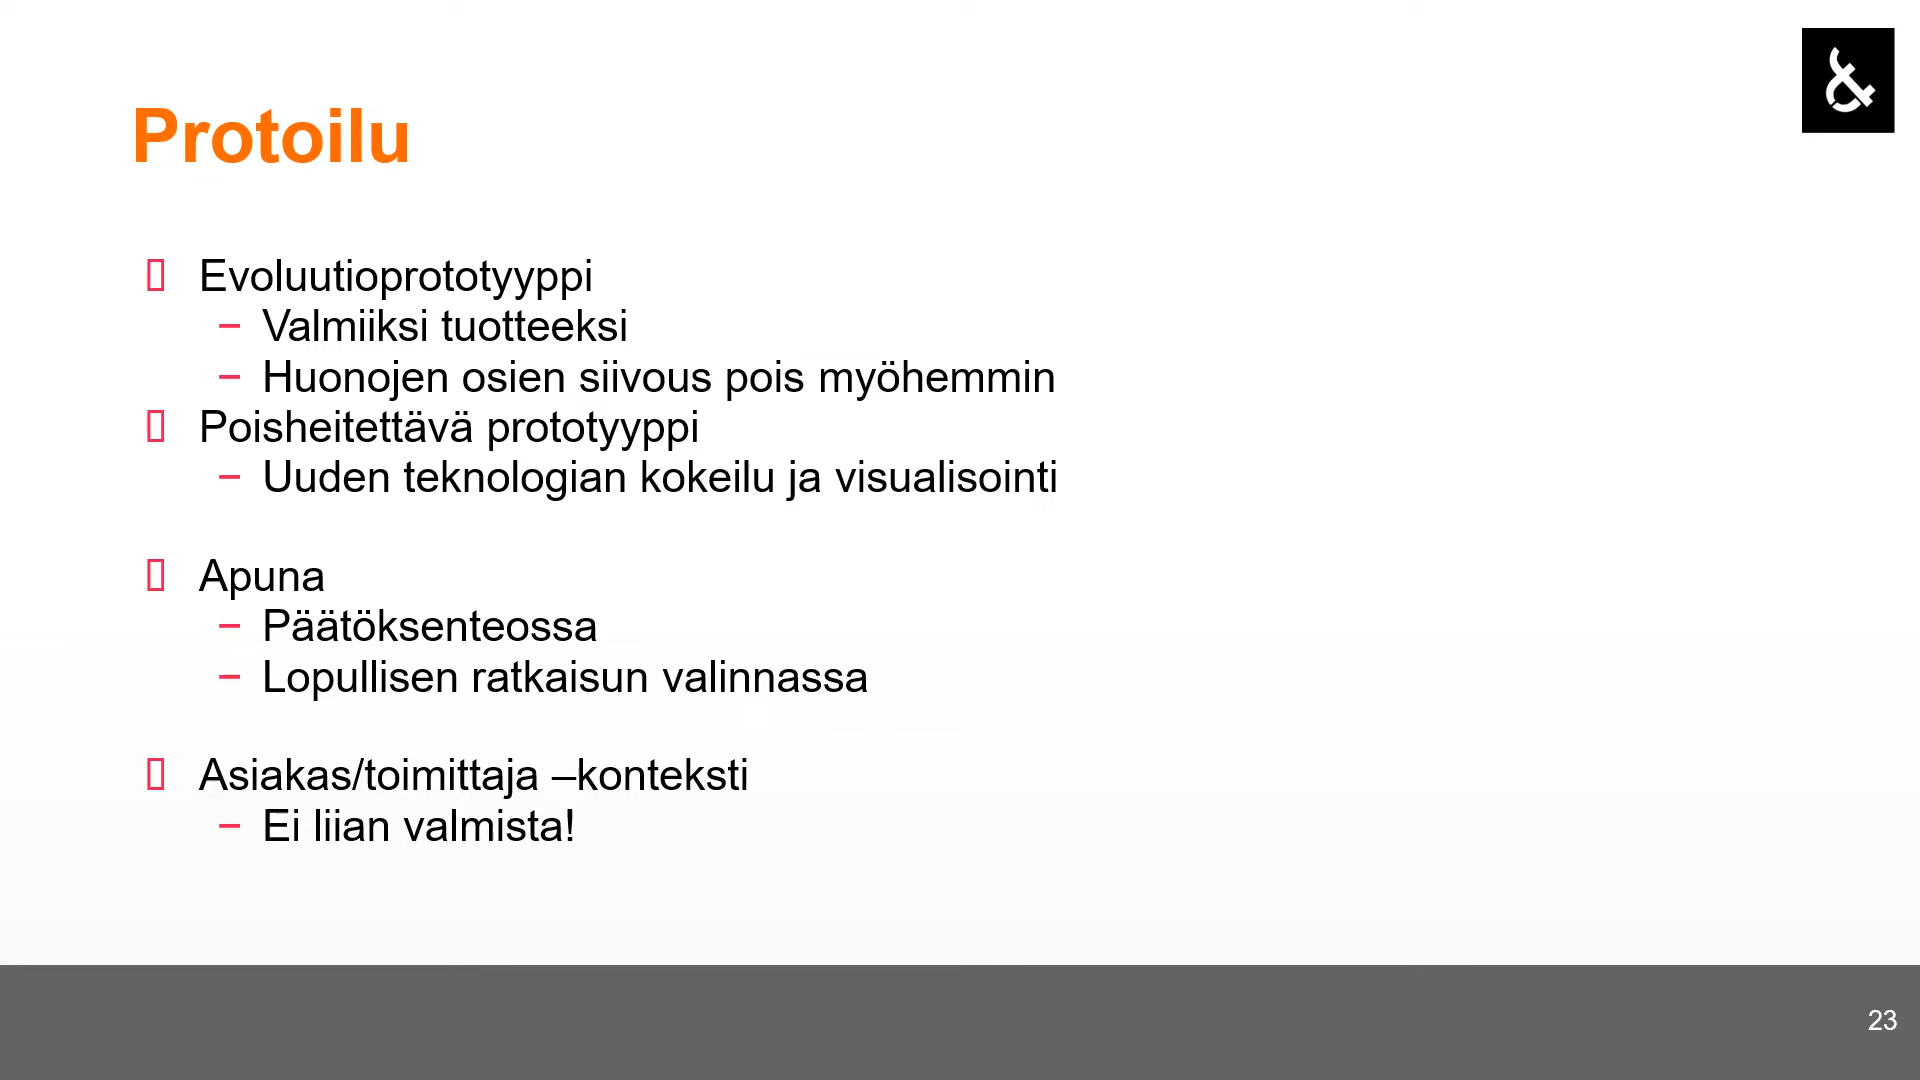 &
Protoilu
Evoluutioprototyyppi
− Valmiiksi tuotteeksi
− Huonojen osien siivous pois myöhemmin
Poisheitettävä prototyyppi
− Uuden teknologian kokeilu ja visualisointi
Apuna
− Päätöksenteossa
− Lopullisen ratkaisun valinnassa
Asiakas/toimittaja –konteksti
− Ei liian valmista!
23